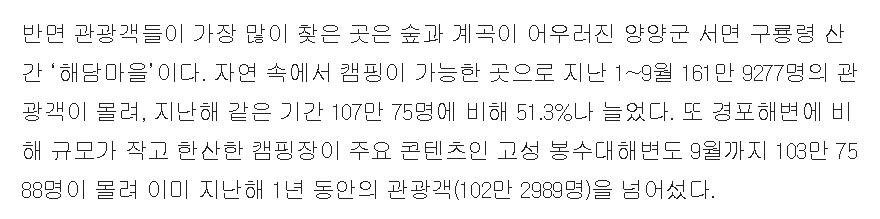 반면 관광객들이 가장 많이 찾은 곳은 숲과 계곡이 어우러진 양양군 서면 구룡령 산
간 ‘해담마을’이다. 자연 속에서 캠핑이 가능한 곳으로 지난 1~9월 161만 9277명의 관
광객이 몰려, 지난해 같은 기간 107만 75명에 비해 51.3%나 늘었다. 또 경포해변에 비
해 규모가 작고 한산한 캠핑장이 주요 콘텐츠인 고성 봉수대해변도 9월까지 103만 75
88명이 몰려 이미 지난해 1년 동안의 관광객(102만 2989명)을 넘어섰다.